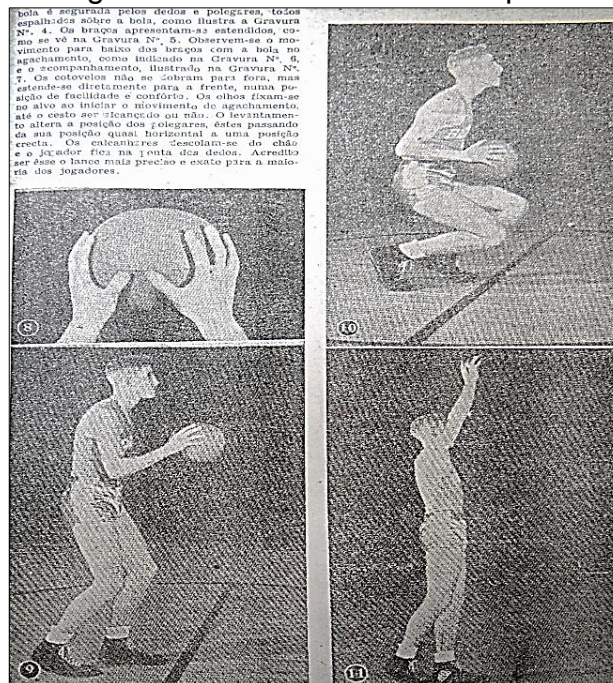 bola é segurada pelos dedos e polegares, todos
espalhados sôbre a bola, como ilustra a Gravura
Nº. 4. Os braços apresentam-se estendidos, co-
mo se vê na Gravura Nº. 5. Observem-se o mo-
vimento para baixo dos braços com a bola no
agachamento, como indicado na Gravura Nº. 6,
e o acompanhamento, ilustrado na Gravura Nº.
7. Os cotovelos não se dobram para fora, mas
estende-se diretamente para a frente, numa po-
sição de facilidade e confôrto. Os olhos fixam-se
no alvo ao iniciar o movimento de agachamento,
até o cesto ser alcançado ou não. O levantamen-
to altera a posição dos polegares, êstes passando
da sua posição quasi horizontal a uma posição
erecta. Os calcanhares descolam-se do chão
e o jogador fica na ponta dos dedos. Acredito
ser êsse o lance mais preciso e exato para a maio-
ria dos jogadores.
8
10
9
11